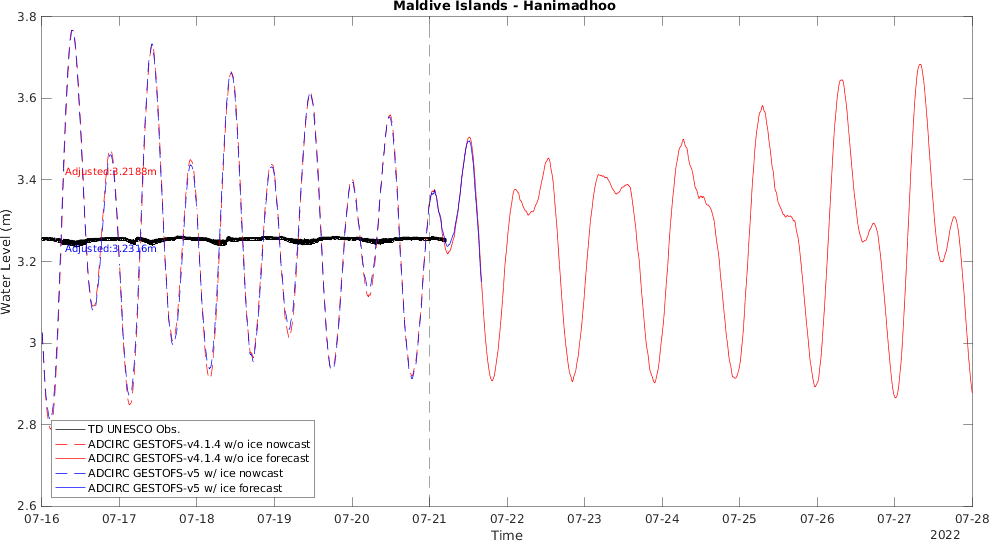 Maldive Islands - Hanimadhoo
Water Level (m)
3.8
3.6
3.4
3.2
3
2.8
2.6
Adjusted:3.2188m
Adjusted:3.2316m
TD UNESCO Obs.
ADCIRC GESTOFS-v4.1.4 w/o ice nowcast
ADCIRC GESTOFS-v4.1.4 w/o ice forecast
ADCIRC GESTOFS-v5 w/ ice nowcast
ADCIRC GESTOFS-v5 w/ ice forecast
07-16 07-17 07-18 07-19 07-20 07-21 07-22 07-23 07-24 07-25 07-26 07-27 07-28
Time
2022